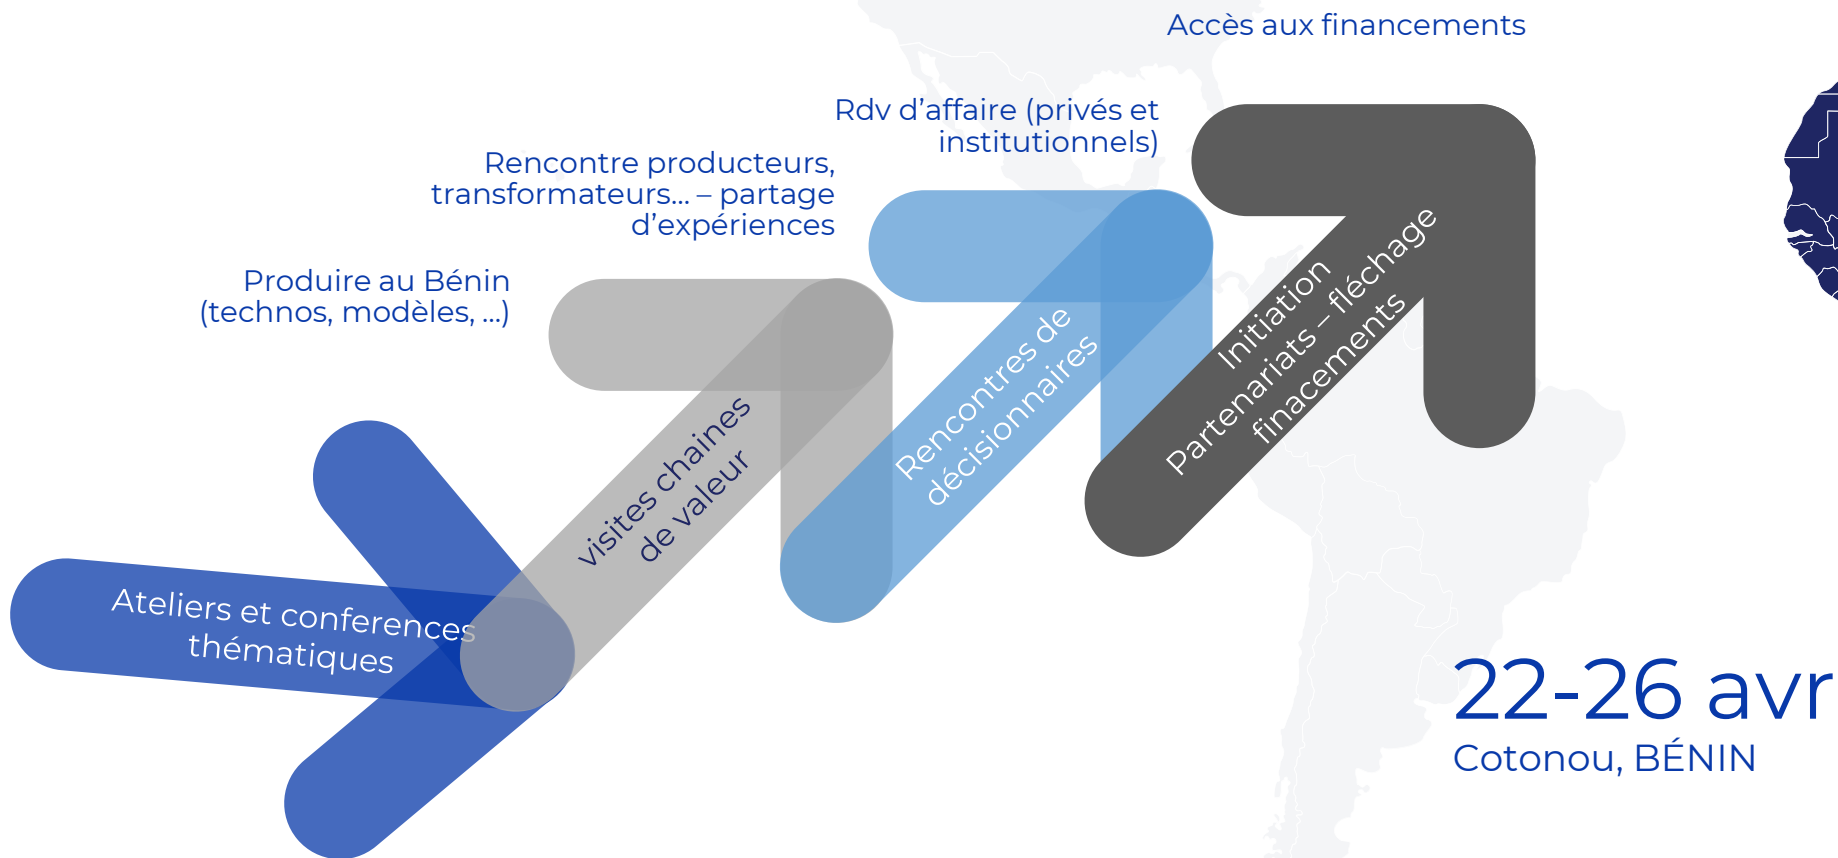 Accès aux financements
Rdv d’affaire (privés et
institutionnels)
Rencontre producteurs,
transformateurs... – partage
d’expériences
Produire au Bénin
(technos, modèles, ...)
Ateliers et conferences
thématiques
visites chaines
de valeur
Rencontres de
décisionnaires
Initiation
Partenariats – fléchage
finacements
22-26 avr
Cotonou, BÉNIN